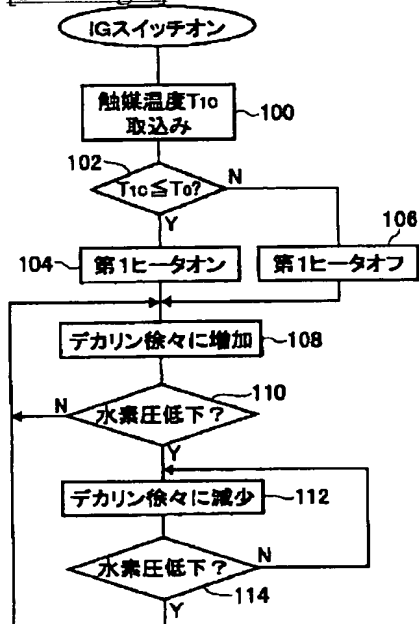 IGスイッチオン
触媒温度T1C
取込み
100
102
T1C≦T0?
N
Y
106
104
第1ヒータオン
第1ヒータオフ
デカリン徐々に増加
108
110
N
水素圧低下?
Y
デカリン徐々に減少
112
水素圧低下?
N
114
Y